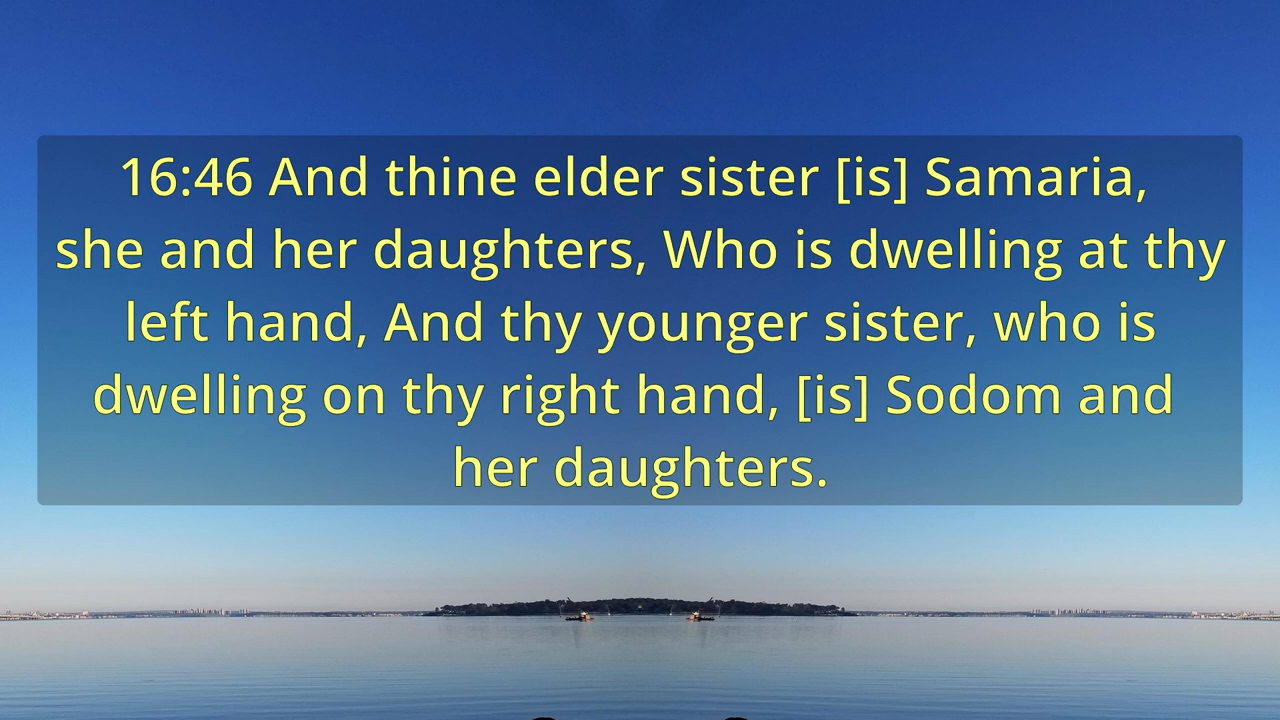 16:46 And thine elder sister [is] Samaria,
she and her daughters, Who is dwelling at thy
left hand, And thy younger sister, who is
dwelling on thy right hand, [is] Sodom and
her daughters.